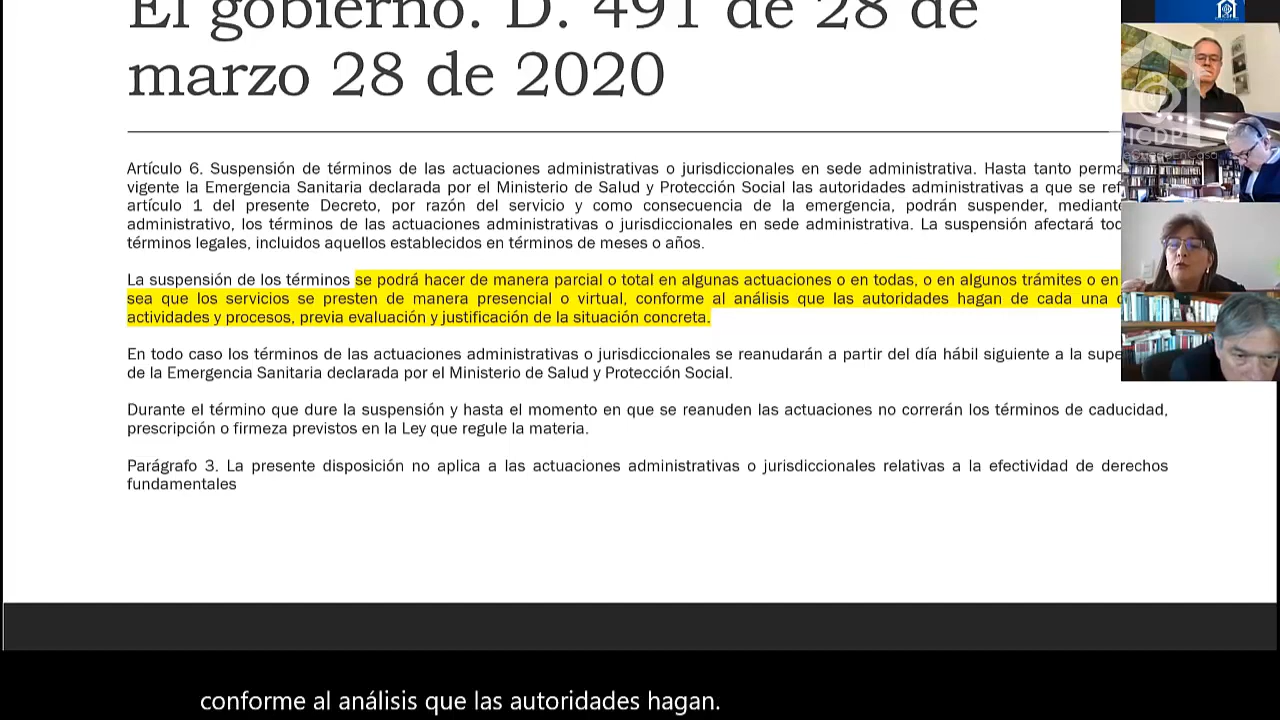 El gobierno. D. 491 de 28 de
marzo 28 de 2020
Artículo 6. Suspensión de términos de las actuaciones administrativas o jurisdiccionales en sede administrativa. Hasta tanto perma
vigente la Emergencia Sanitaria declarada por el Ministerio de Salud y Protección Social las autoridades administrativas a que se ref
artículo 1 del presente Decreto, por razón del servicio y como consecuencia de la emergencia, podrán suspender, mediante
administrativo, los términos de las actuaciones administrativas o jurisdiccionales en sede administrativa. La suspensión afectará tod
términos legales, incluidos aquellos establecidos en términos de meses o años.
La suspensión de los términos se podrá hacer de manera parcial o total en algunas actuaciones o en todas, o en algunos trámites o en
sea que los servicios se presten de manera presencial o virtual, conforme al análisis que las autoridades hagan de cada una
actividades y procesos, previa evaluación y justificación de la situación concreta.
En todo caso los términos de las actuaciones administrativas o jurisdiccionales se reanudarán a partir del día hábil siguiente a la supe
de la Emergencia Sanitaria declarada por el Ministerio de Salud y Protección Social.
Durante el término que dure la suspensión y hasta el momento en que se reanuden las actuaciones no correrán los términos de caducidad,
prescripción o firmeza previstos en la Ley que regule la materia.
Parágrafo 3. La presente disposición no aplica a las actuaciones administrativas o jurisdiccionales relativas a la efectividad de derechos
fundamentales
ICDP
conforme al análisis que las autoridades hagan.